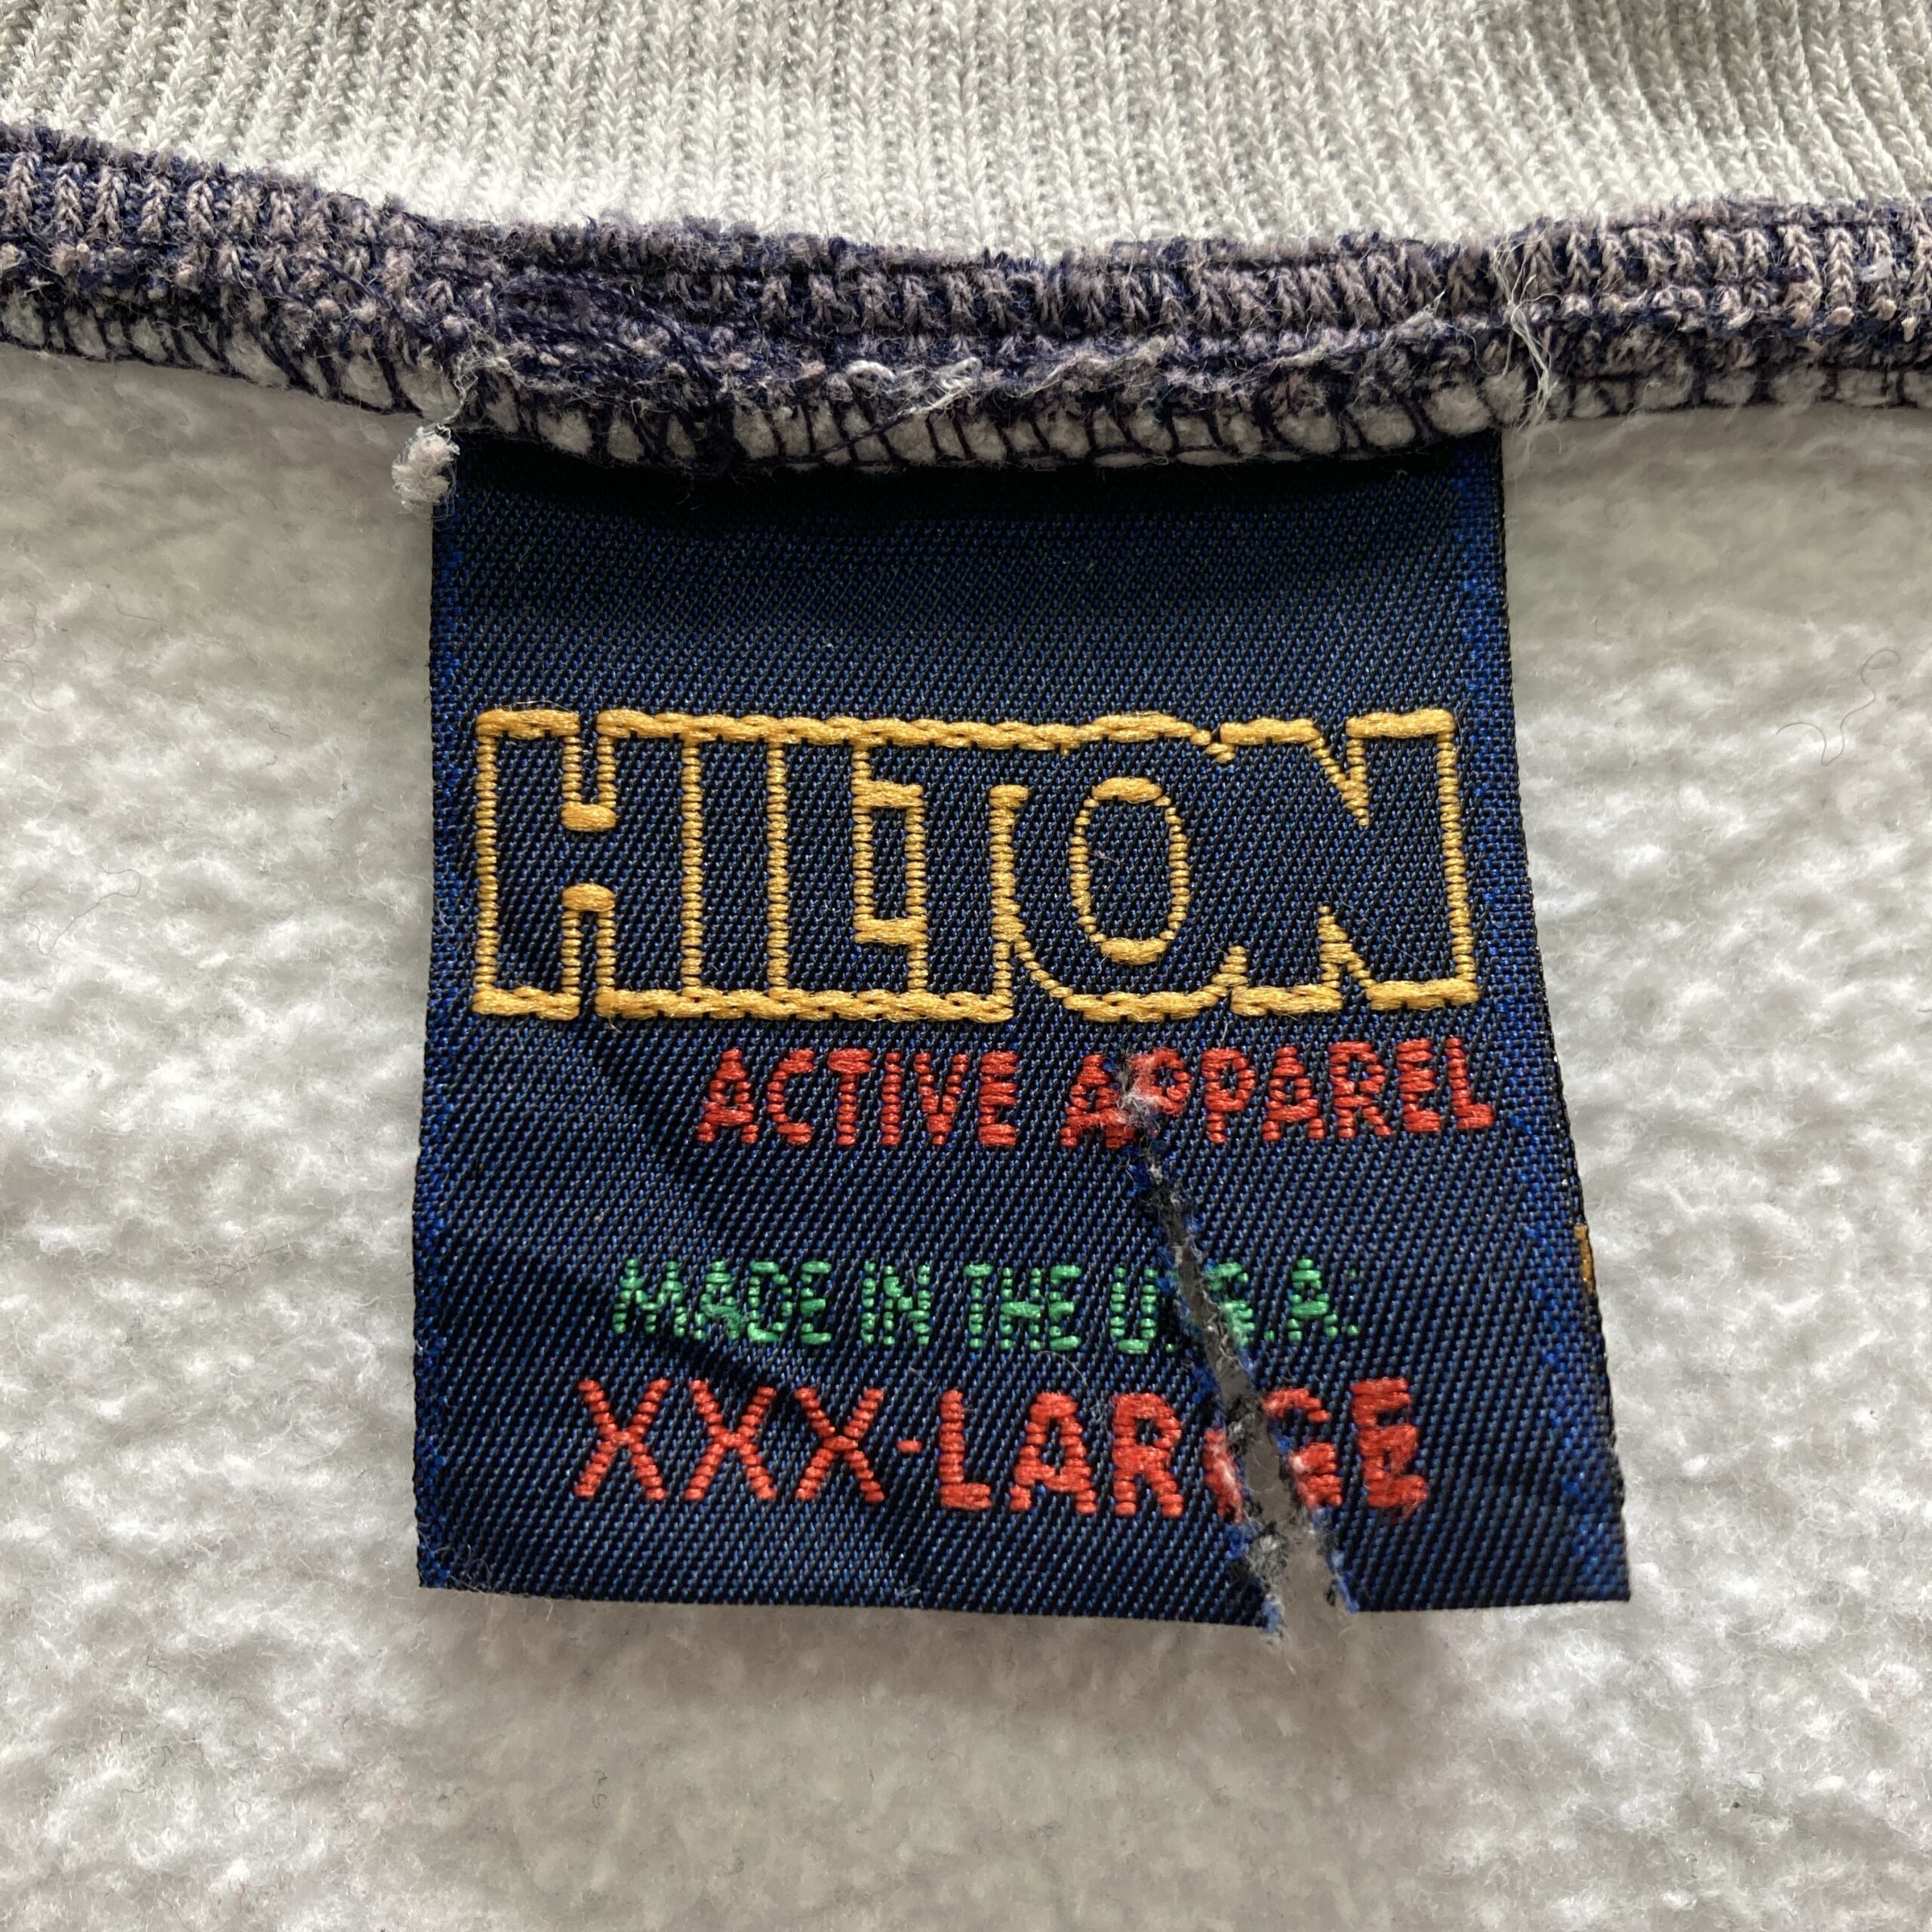 HILTON
ACTIVE APPAREL
MADE IN THE U.S.A.
XXX-LARGE